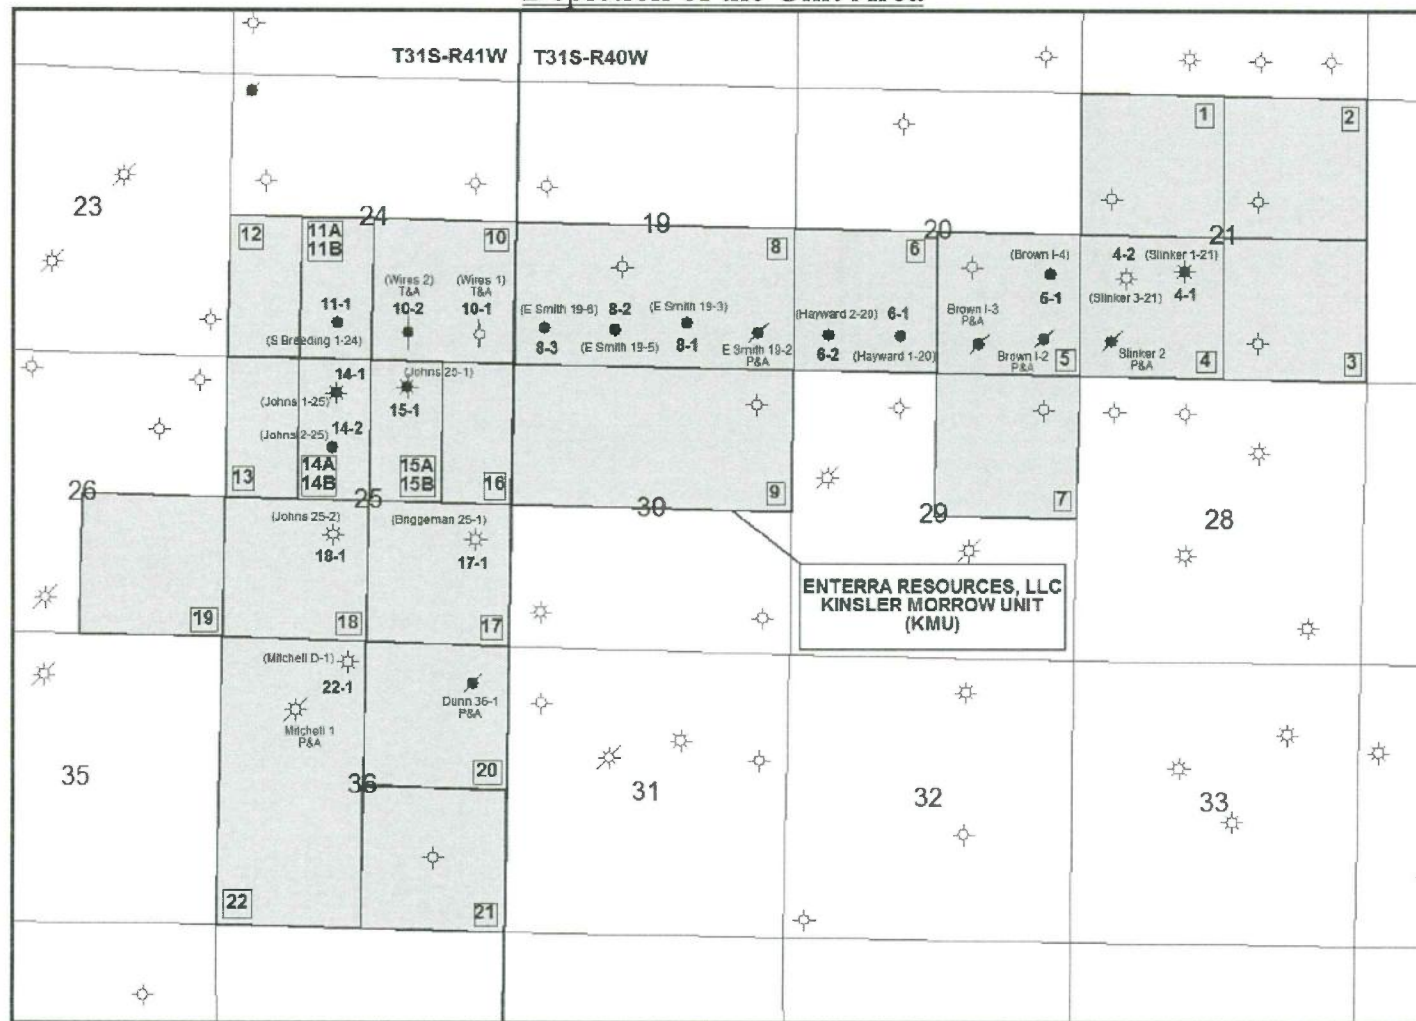 T31S-R41W
T31S-R40W
1
2
23
24
19
20
21
12
11A
11B
10
8
6
(Wires 2)
T&A
10-2
(Wires 1)
T&A
10-1
11-1
(S Breeding 1-24)
(E Smith 19-6)
8-3
8-2
(E Smith 19-5)
(E Smith 19-3)
8-1
E Smith 19-2
P&A
(Hayward 2-20)
6-2
6-1
(Hayward 1-20)
(Brown I-4)
5-1
Brown I-3
P&A
Brown I-2
P&A
5
4-2
(Slinker 1-21)
(Slinker 3-21)
4-1
Slinker 2
P&A
4
3
14-1
(Johns 1-25)
14-2
(Johns 2-25)
(Johns 25-1)
15-1
13
14A
14B
15A
15B
16
9
7
26
25
30
29
28
(Johns 25-2)
18-1
(Briggeman 25-1)
17-1
ENTERRA RESOURCES, LLC
KINSLER MORROW UNIT
(KMU)
19
18
17
(Mitchell D-1)
22-1
Mitchell 1
P&A
Dunn 36-1
P&A
20
35
36
31
32
33
22
21